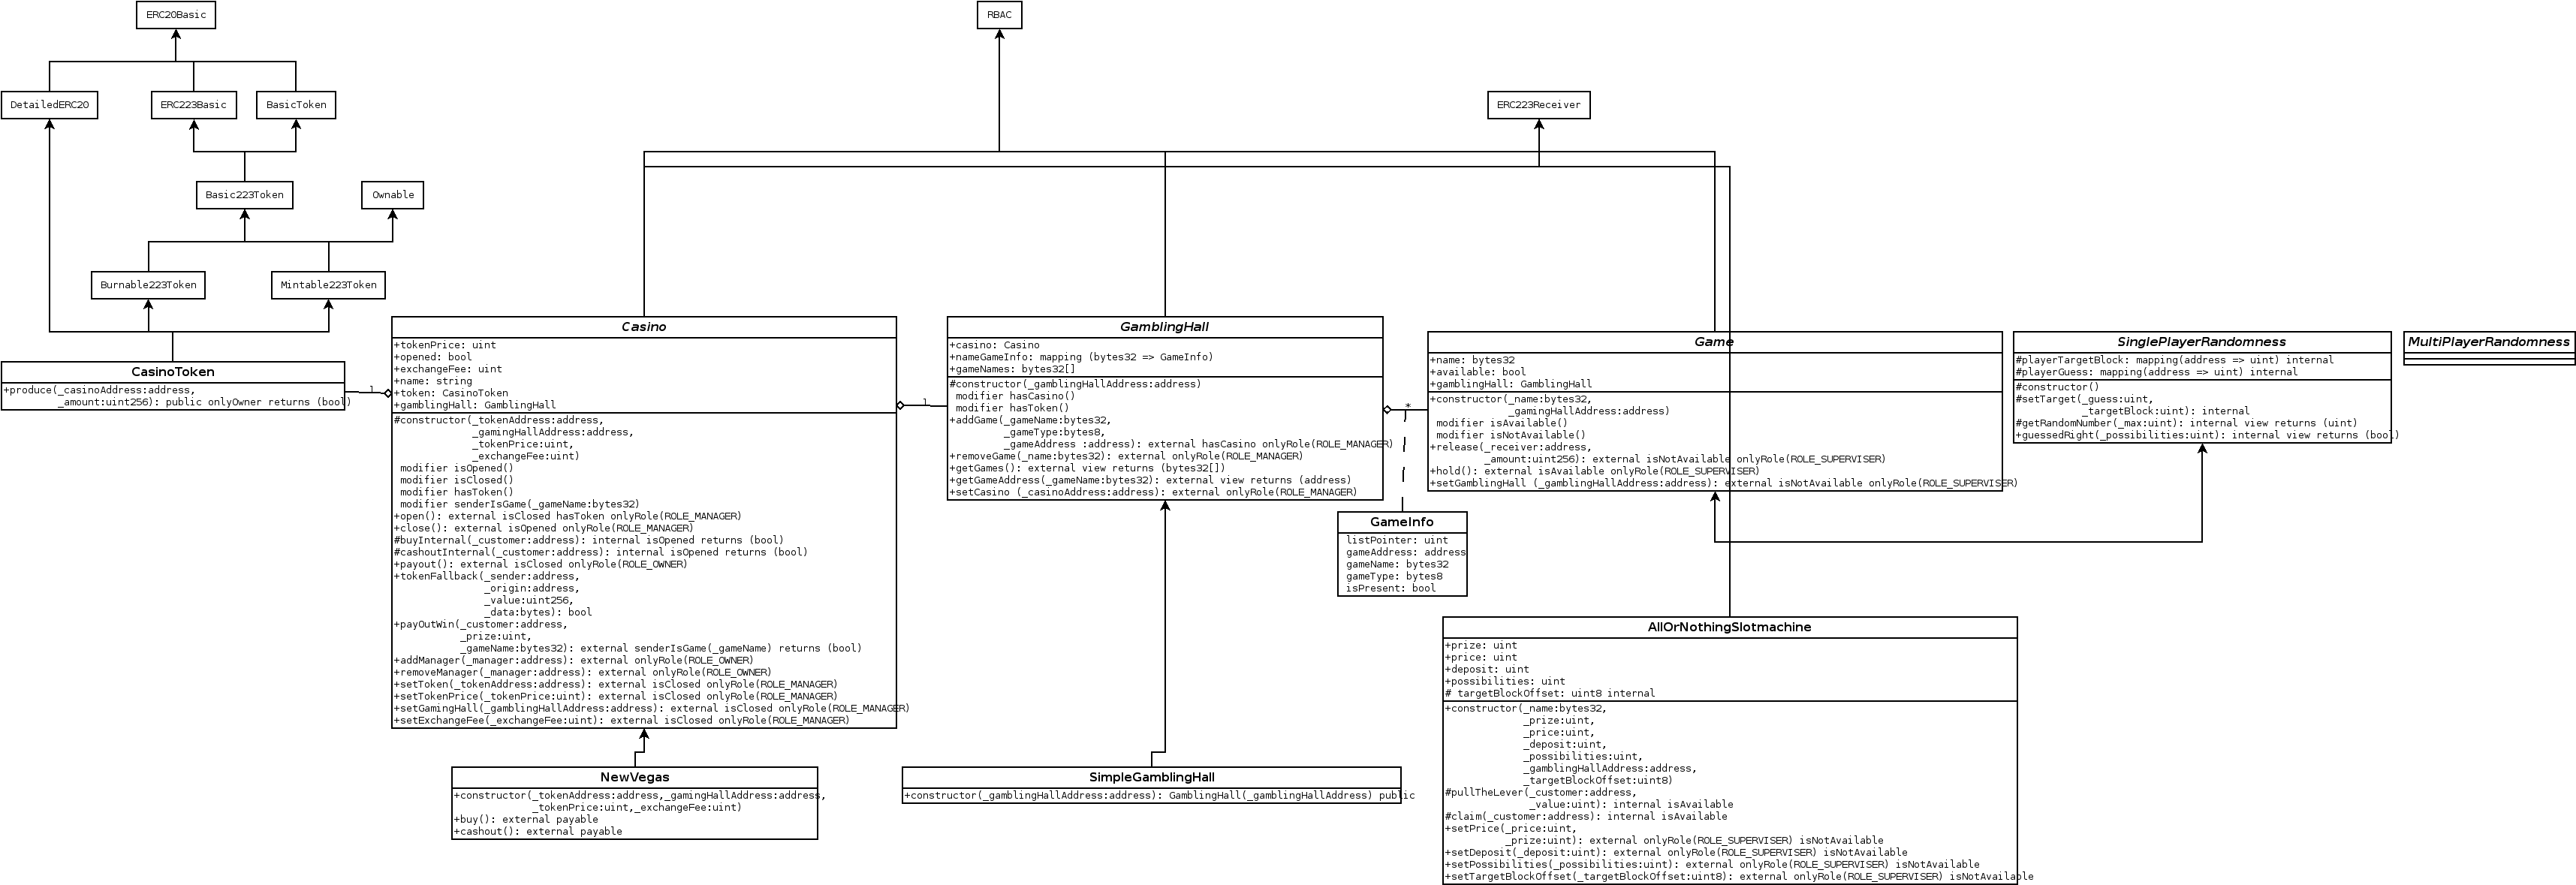 ERC20Basic
RBAC
DetailedERC20
ERC223Basic
BasicToken
ERC223Receiver
Basic223Token
Ownable
Burnable223Token
Mintable223Token
CasinoToken
+produce(_casinoAddress:address,
_amount:uint256): public onlyOwner returns (bool)
1
Casino
+tokenPrice: uint
+opened: bool
+exchangeFee: uint
+name: string
+token: CasinoToken
+gamblingHall: GamblingHall
#constructor(_tokenAddress:address,
_gamingHallAddress:address,
_tokenPrice:uint,
_exchangeFee:uint)
modifier isOpened()
modifier isClosed()
modifier hasToken()
modifier senderIsGame(_gameName:bytes32)
+open(): external isClosed hasToken onlyRole(ROLE_MANAGER)
+close(): external isOpened onlyRole(ROLE_MANAGER)
#buyInternal(_customer:address): internal isOpened returns (bool)
#cashoutInternal(_customer:address): internal isOpened returns (bool)
+payout(): external isClosed onlyRole(ROLE_OWNER)
+tokenFallback(_sender:address,
_origin:address,
_value:uint256,
_data:bytes): bool
+payOutWin(_customer:address,
_prize:uint,
_gameName:bytes32): external senderIsGame(_gameName) returns (bool)
+addManager(_manager:address): external onlyRole(ROLE_OWNER)
+removeManager(_manager:address): external onlyRole(ROLE_OWNER)
+setToken(_tokenAddress:address): external isClosed onlyRole(ROLE_MANAGER)
+setTokenPrice(_tokenPrice:uint): external isClosed onlyRole(ROLE_MANAGER)
+setGamingHall(_gamblingHallAddress:address): external isClosed onlyRole(ROLE_MANAGER)
+setExchangeFee(_exchangeFee:uint): external isClosed onlyRole(ROLE_MANAGER)
1
GamblingHall
+casino: Casino
+nameGameInfo: mapping (bytes32 => GameInfo)
+gameNames: bytes32[]
#constructor(_gamblingHallAddress:address)
modifier hasCasino()
modifier hasToken()
+addGame(_gameName:bytes32,
_gameType:bytes8,
_gameAddress :address): external hasCasino onlyRole(ROLE_MANAGER)
+removeGame(_name:bytes32): external onlyRole(ROLE_MANAGER)
+getGames(): external view returns (bytes32[])
+getGameAddress(_gameName:bytes32): external view returns (address)
+setCasino (_casinoAddress:address): external onlyRole(ROLE_MANAGER)
*
Game
+name: bytes32
+available: bool
+gamblingHall: GamblingHall
+constructor(_name:bytes32,
_gamingHallAddress:address)
modifier isAvailable()
modifier isNotAvailable()
+release(_receiver:address,
_amount:uint256): external isNotAvailable onlyRole(ROLE_SUPERVISER)
+hold(): external isAvailable onlyRole(ROLE_SUPERVISER)
+setGamblingHall (_gamblingHallAddress:address): external isNotAvailable onlyRole(ROLE_SUPERVISER)
SinglePlayerRandomness
#playerTargetBlock: mapping(address => uint) internal
#playerGuess: mapping(address => uint) internal
#constructor()
#setTarget(_guess:uint,
_targetBlock:uint): internal
#getRandomNumber(_max:uint): internal view returns (uint)
+guessedRight(_possibilities:uint): internal view returns (bool)
MultiPlayerRandomness
GameInfo
listPointer: uint
gameAddress: address
gameName: bytes32
gameType: bytes8
isPresent: bool
AllOrNothingSlotmachine
+prize: uint
+price: uint
+deposit: uint
+possibilities: uint
# targetBlockOffset: uint8 internal
+constructor(_name:bytes32,
_prize:uint,
_price:uint,
_deposit:uint,
_possibilities:uint,
_gamblingHallAddress:address,
_targetBlockOffset:uint8)
#pullTheLever(_customer:address,
_value:uint): internal isAvailable
#claim(_customer:address): internal isAvailable
+setPrice(_price:uint,
_prize:uint): external onlyRole(ROLE_SUPERVISER) isNotAvailable
+setDeposit(_deposit:uint): external onlyRole(ROLE_SUPERVISER) isNotAvailable
+setPossibilities(_possibilities:uint): external onlyRole(ROLE_SUPERVISER) isNotAvailable
+setTargetBlockOffset(_targetBlockOffset:uint8): external onlyRole(ROLE_SUPERVISER) isNotAvailable
NewVegas
+constructor(_tokenAddress:address,_gamingHallAddress:address,
_tokenPrice:uint,_exchangeFee:uint)
+buy(): external payable
+cashout(): external payable
SimpleGamblingHall
+constructor(_gamblingHallAddress:address): GamblingHall(_gamblingHallAddress) public